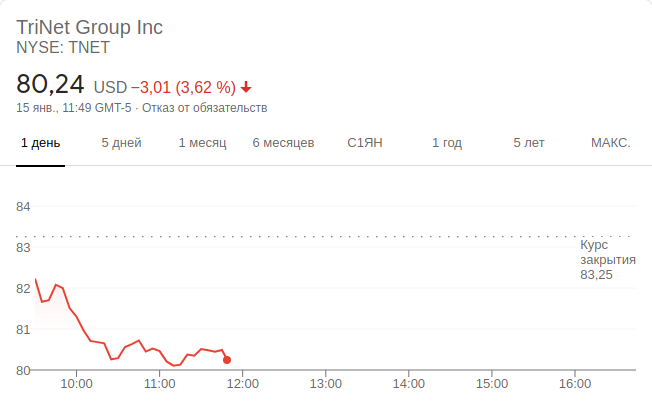 TriNet Group Inc
NYSE: TNET
80,24 USD −3,01 (3,62 %)
15 янв., 11:49 GMT-5 · Отказ от обязательств
1 день 5 дней 1 месяц 6 месяцев С1ЯН 1 год 5 лет МАКС.
84
83
Курс
закрытия
83,25
82
81
80
10:00 11:00 12:00 13:00 14:00 15:00 16:00